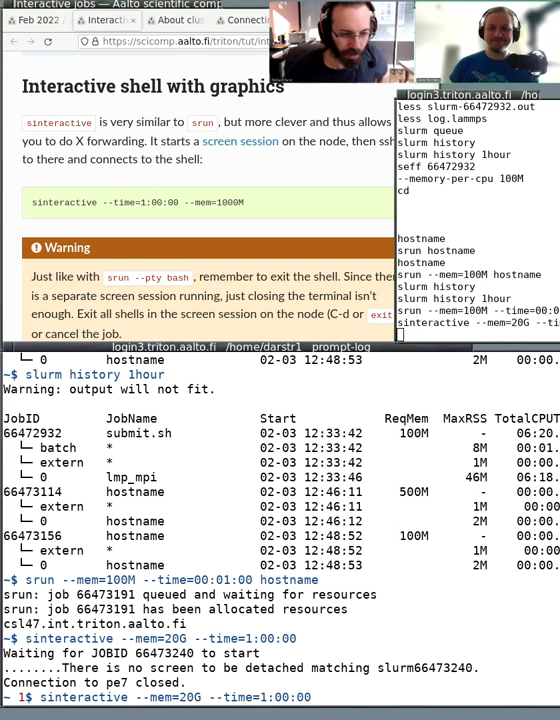 Interactive jobs — Aalto scientific comp
Feb 2022
Interactiv
About clus
Connectin
https://scicomp.aalto.fi/triton/tut/int
Interactive shell with graphics
sinteractive is very similar to srun, but more clever and thus allows
you to do X forwarding. It starts a screen session on the node, then ssh
to there and connects to the shell:
sinteractive --time=1:00:00 --mem=1000M
Warning
Just like with srun --pty bash, remember to exit the shell. Since ther
is a separate screen session running, just closing the terminal isn't
enough. Exit all shells in the screen session on the node (C-d or exit
or cancel the job.
login3.triton.aalto.fi /ho
less slurm-66472932.out
less log.lammps
slurm queue
slurm history
slurm history 1hour
seff 66472932
--memory-per-cpu 100M
cd
hostname
srun hostname
hostname
srun --mem=100M hostname
slurm history
slurm history 1hour
srun --mem=100M --time=00:0
sinteractive --mem=20G --ti
login3.triton.aalto.fi /home/darstr1 prompt-log
└─ 0 hostname 02-03 12:48:53 2M 00:00.
~$ slurm history 1hour
Warning: output will not fit.
JobID JobName Start ReqMem MaxRSS TotalCPUT
66472932 submit.sh 02-03 12:33:42 100M - 06:20.
└─ batch * 02-03 12:33:42 8M 00:01.
└─ extern * 02-03 12:33:42 1M 00:00.
└─ 0 lmp_mpi 02-03 12:33:46 46M 06:18.
66473114 hostname 02-03 12:46:11 500M - 00:00.
└─ extern * 02-03 12:46:11 1M 00:00
└─ 0 hostname 02-03 12:46:12 2M 00:00.
66473156 hostname 02-03 12:48:52 100M - 00:00.
└─ extern * 02-03 12:48:52 1M 00:00
└─ 0 hostname 02-03 12:48:53 2M 00:00.
~$ srun --mem=100M --time=00:01:00 hostname
srun: job 66473191 queued and waiting for resources
srun: job 66473191 has been allocated resources
csl47.int.triton.aalto.fi
~$ sinteractive --mem=20G --time=1:00:00
Waiting for JOBID 66473240 to start
........There is no screen to be detached matching slurm66473240.
Connection to pe7 closed.
~ 1$ sinteractive --mem=20G --time=1:00:00